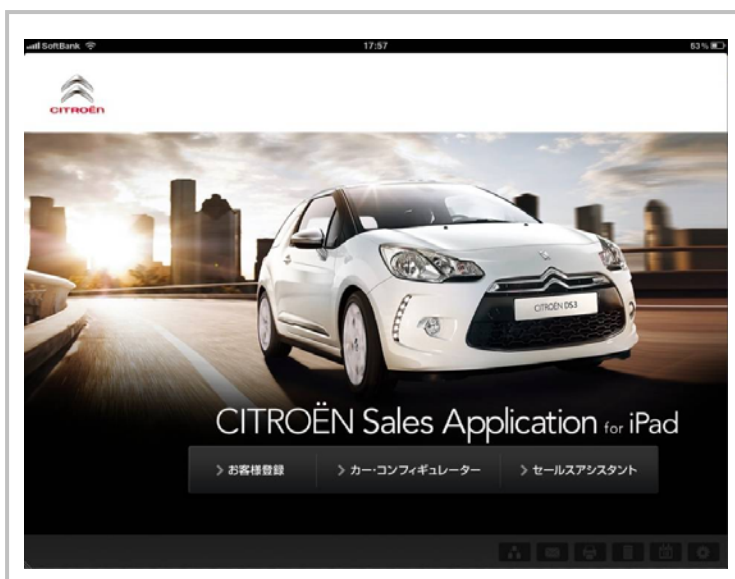 SoftBank 17:57 63%
CITROËN
CITROËN DS3
CITROËN Sales Application for iPad
> お客様登録 > カー・コンフィギュレーター > セールスアシスタント